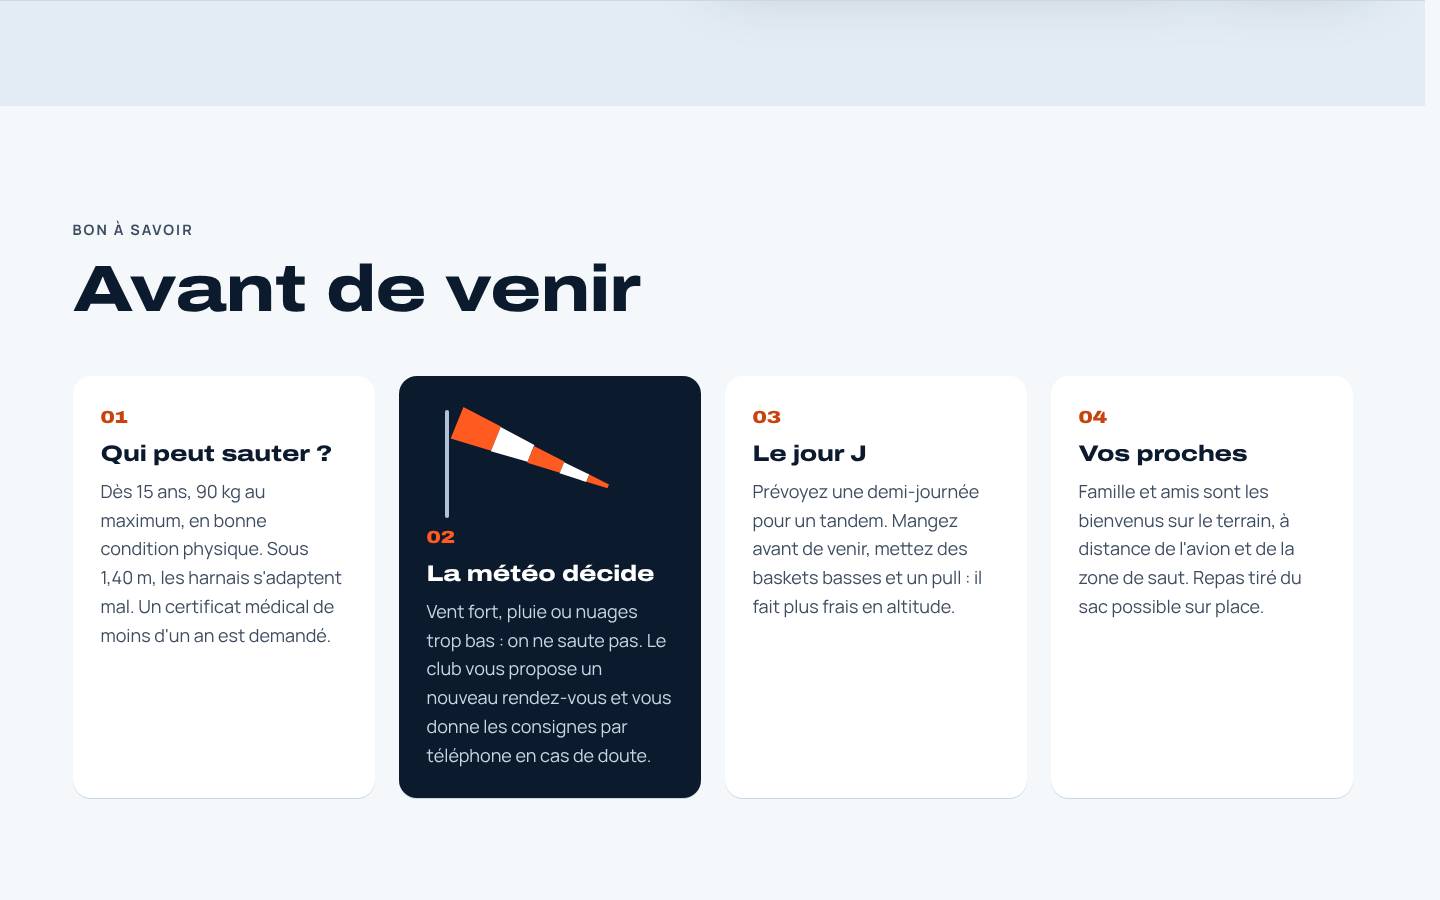 BON À SAVOIR
Avant de venir
01
Qui peut sauter ?
Dès 15 ans, 90 kg au
maximum, en bonne
condition physique. Sous
1,40 m, les harnais s'adaptent
mal. Un certificat médical de
moins d'un an est demandé.
02
La météo décide
Vent fort, pluie ou nuages
trop bas : on ne saute pas. Le
club vous propose un
nouveau rendez-vous et vous
donne les consignes par
téléphone en cas de doute.
03
Le jour J
Prévoyez une demi-journée
pour un tandem. Mangez
avant de venir, mettez des
baskets basses et un pull : il
fait plus frais en altitude.
04
Vos proches
Famille et amis sont les
bienvenus sur le terrain, à
distance de l'avion et de la
zone de saut. Repas tiré du
sac possible sur place.